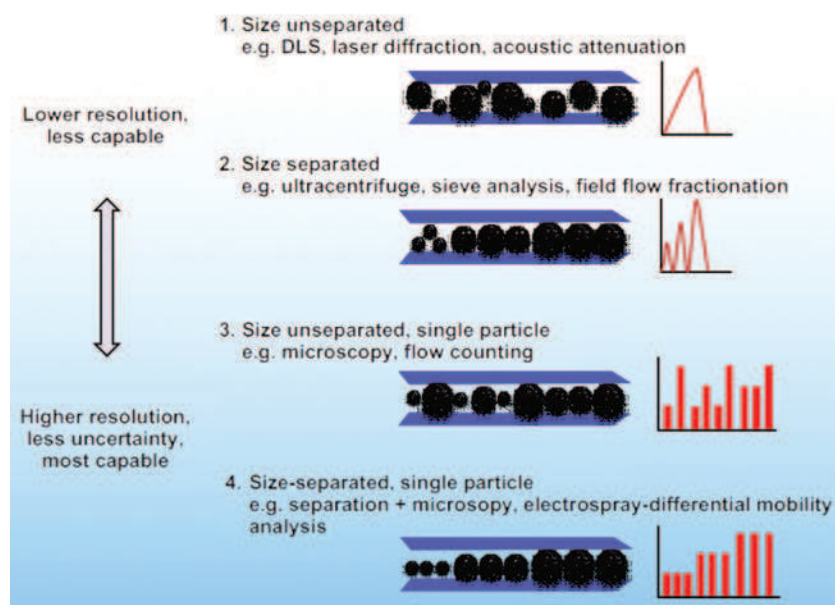 1. Size unseparated
e.g. DLS, laser diffraction, acoustic attenuation
Lower resolution,
less capable
2. Size separated
e.g. ultracentrifuge, sieve analysis, field flow fractionation
3. Size unseparated, single particle
e.g. microscopy, flow counting
Higher resolution,
less uncertainty,
most capable
4. Size-separated, single particle
e.g. separation + microsopy, electrospray-differential mobility
analysis